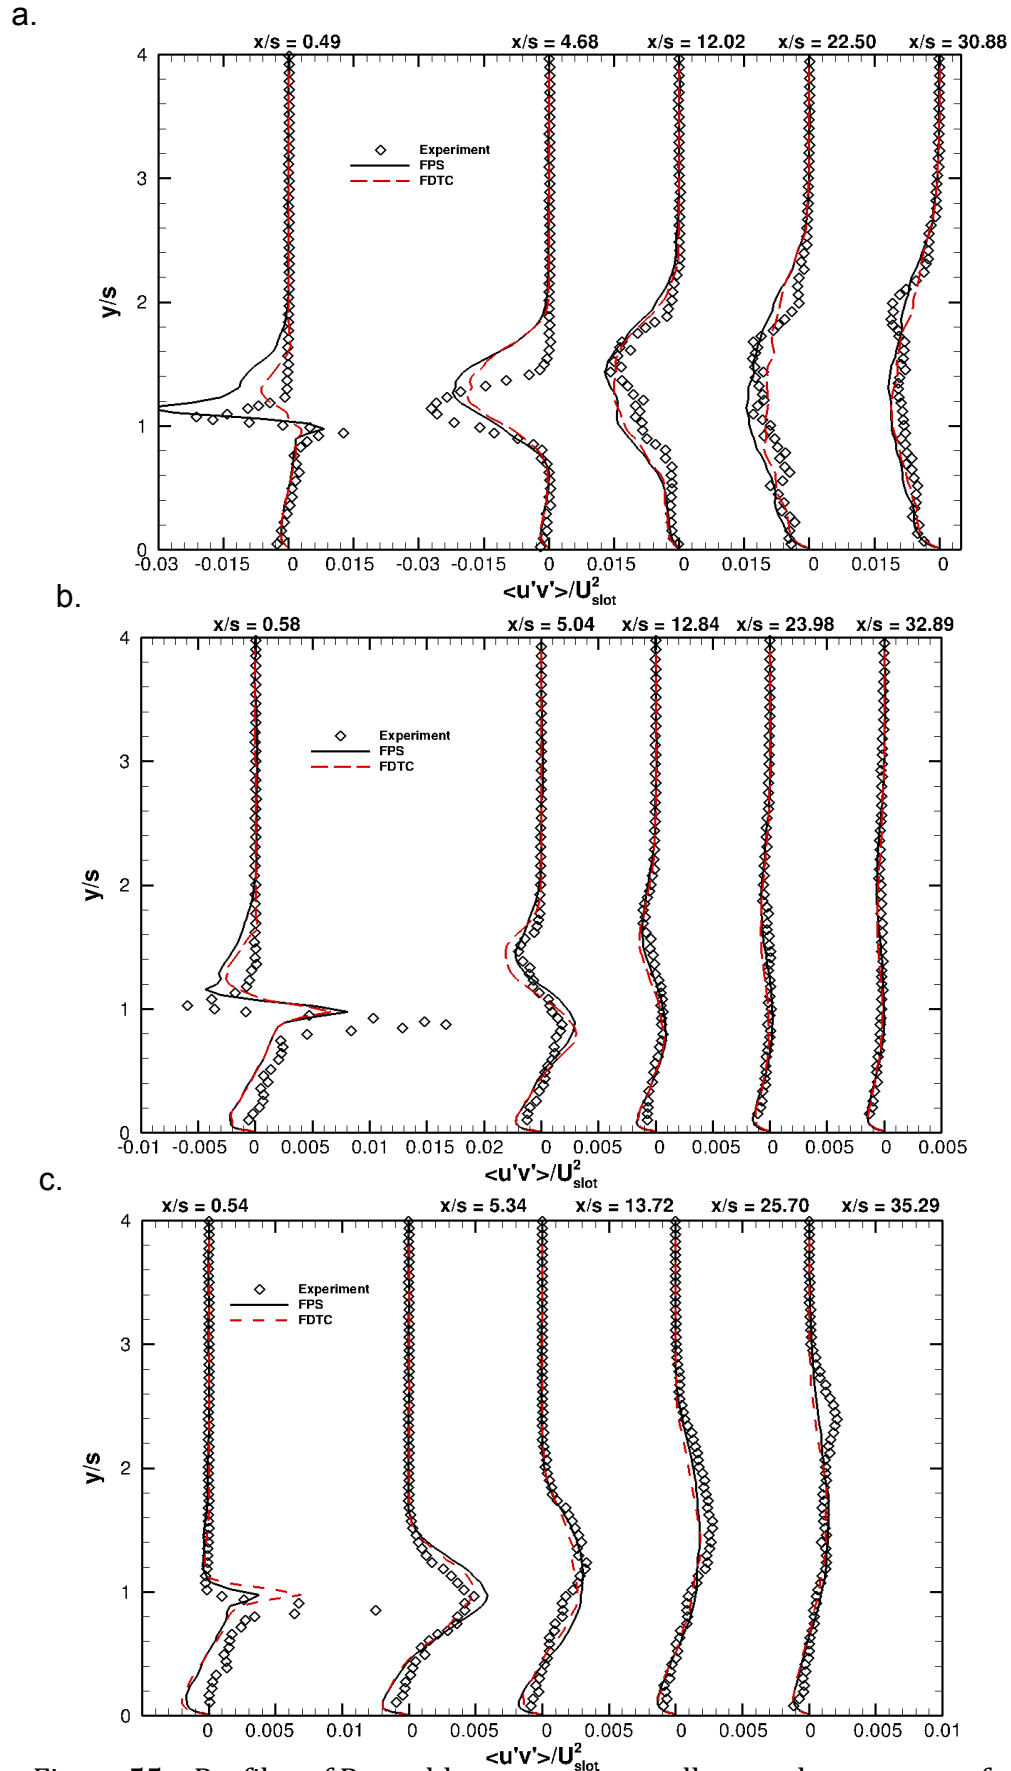 a.
x/s = 0.49 x/s = 4.68 x/s = 12.02 x/s = 22.50 x/s = 30.88
4
3
2
1
0
y/s
Experiment
FPS
FDTC
-0.03 -0.015 0 0.015 -0.03 -0.015 0 0.015 0 0.015 0 0.015 0
<u'v'>/U²slot
b.
x/s = 0.58 x/s = 5.04 x/s = 12.84 x/s = 23.98 x/s = 32.89
4
3
2
1
0
y/s
Experiment
FPS
FDTC
-0.01 -0.005 0 0.005 0.01 0.015 0.02 0 0.005 0 0.005 0 0.005 0 0.005
<u'v'>/U²slot
c.
x/s = 0.54 x/s = 5.34 x/s = 13.72 x/s = 25.70 x/s = 35.29
4
3
2
1
0
y/s
Experiment
FPS
FDTC
0 0.005 0.01 0 0.005 0 0.005 0 0.005 0 0.005 0.01
<u'v'>/U²slot